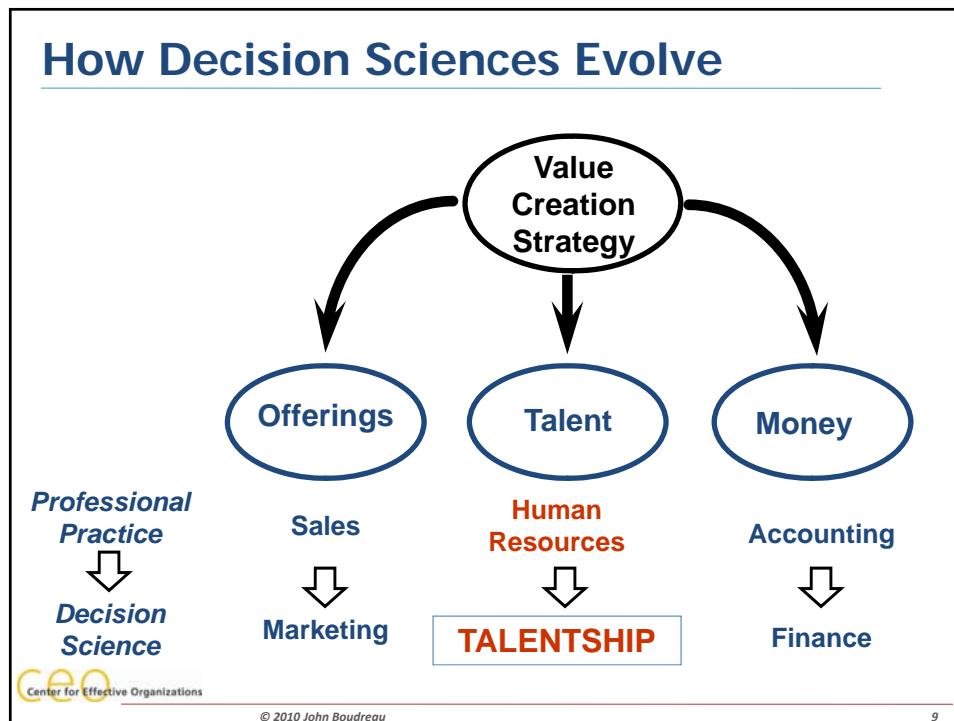 How Decision Sciences Evolve
Value
Creation
Strategy
Offerings
Talent
Money
Professional
Practice
Sales
Human
Resources
Accounting
Decision
Science
Marketing
TALENTSHIP
Finance
ceo
Center for Effective Organizations
© 2010 John Boudreau
9